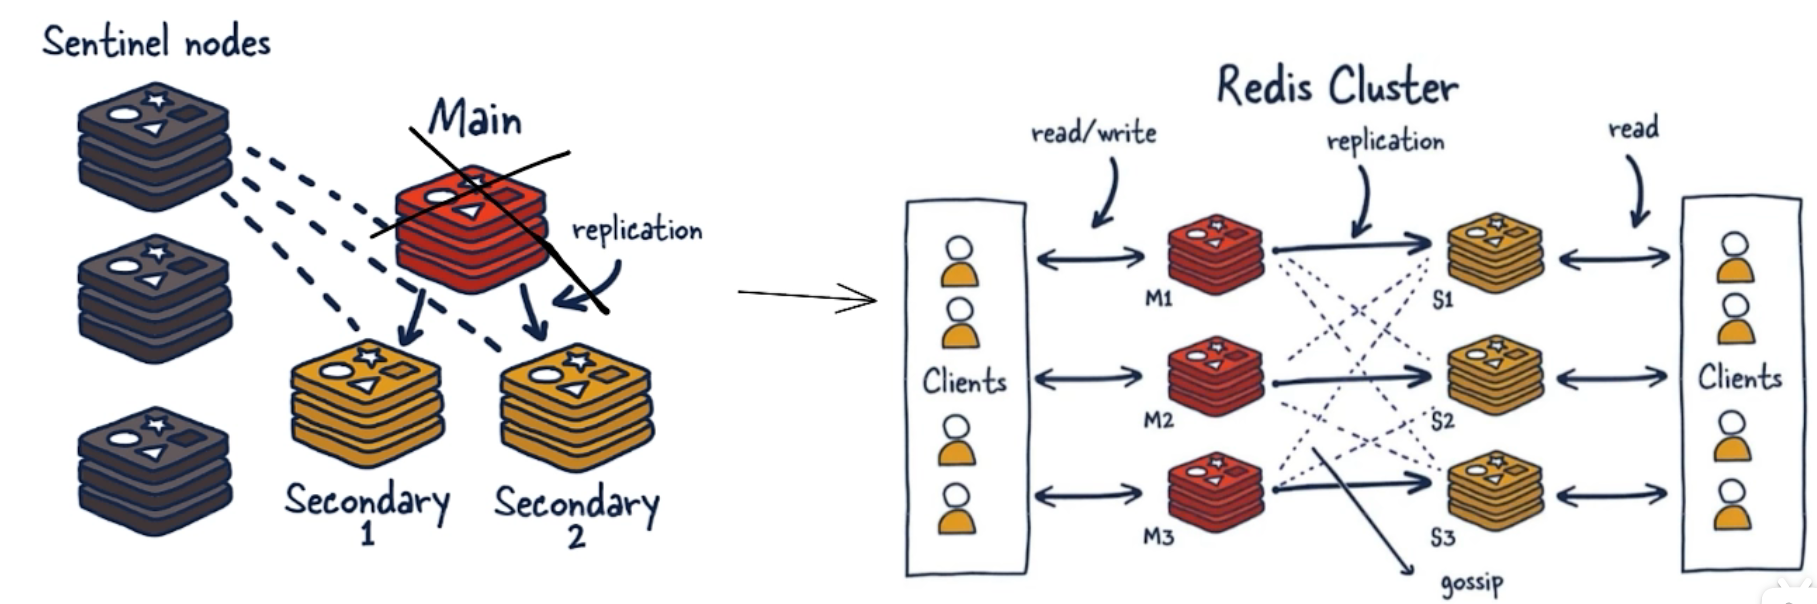 Sentinel nodes
Main
replication
Secondary
1
Secondary
2
Redis Cluster
read/write
replication
read
Clients
M1
S1
M2
S2
M3
S3
Clients
gossip